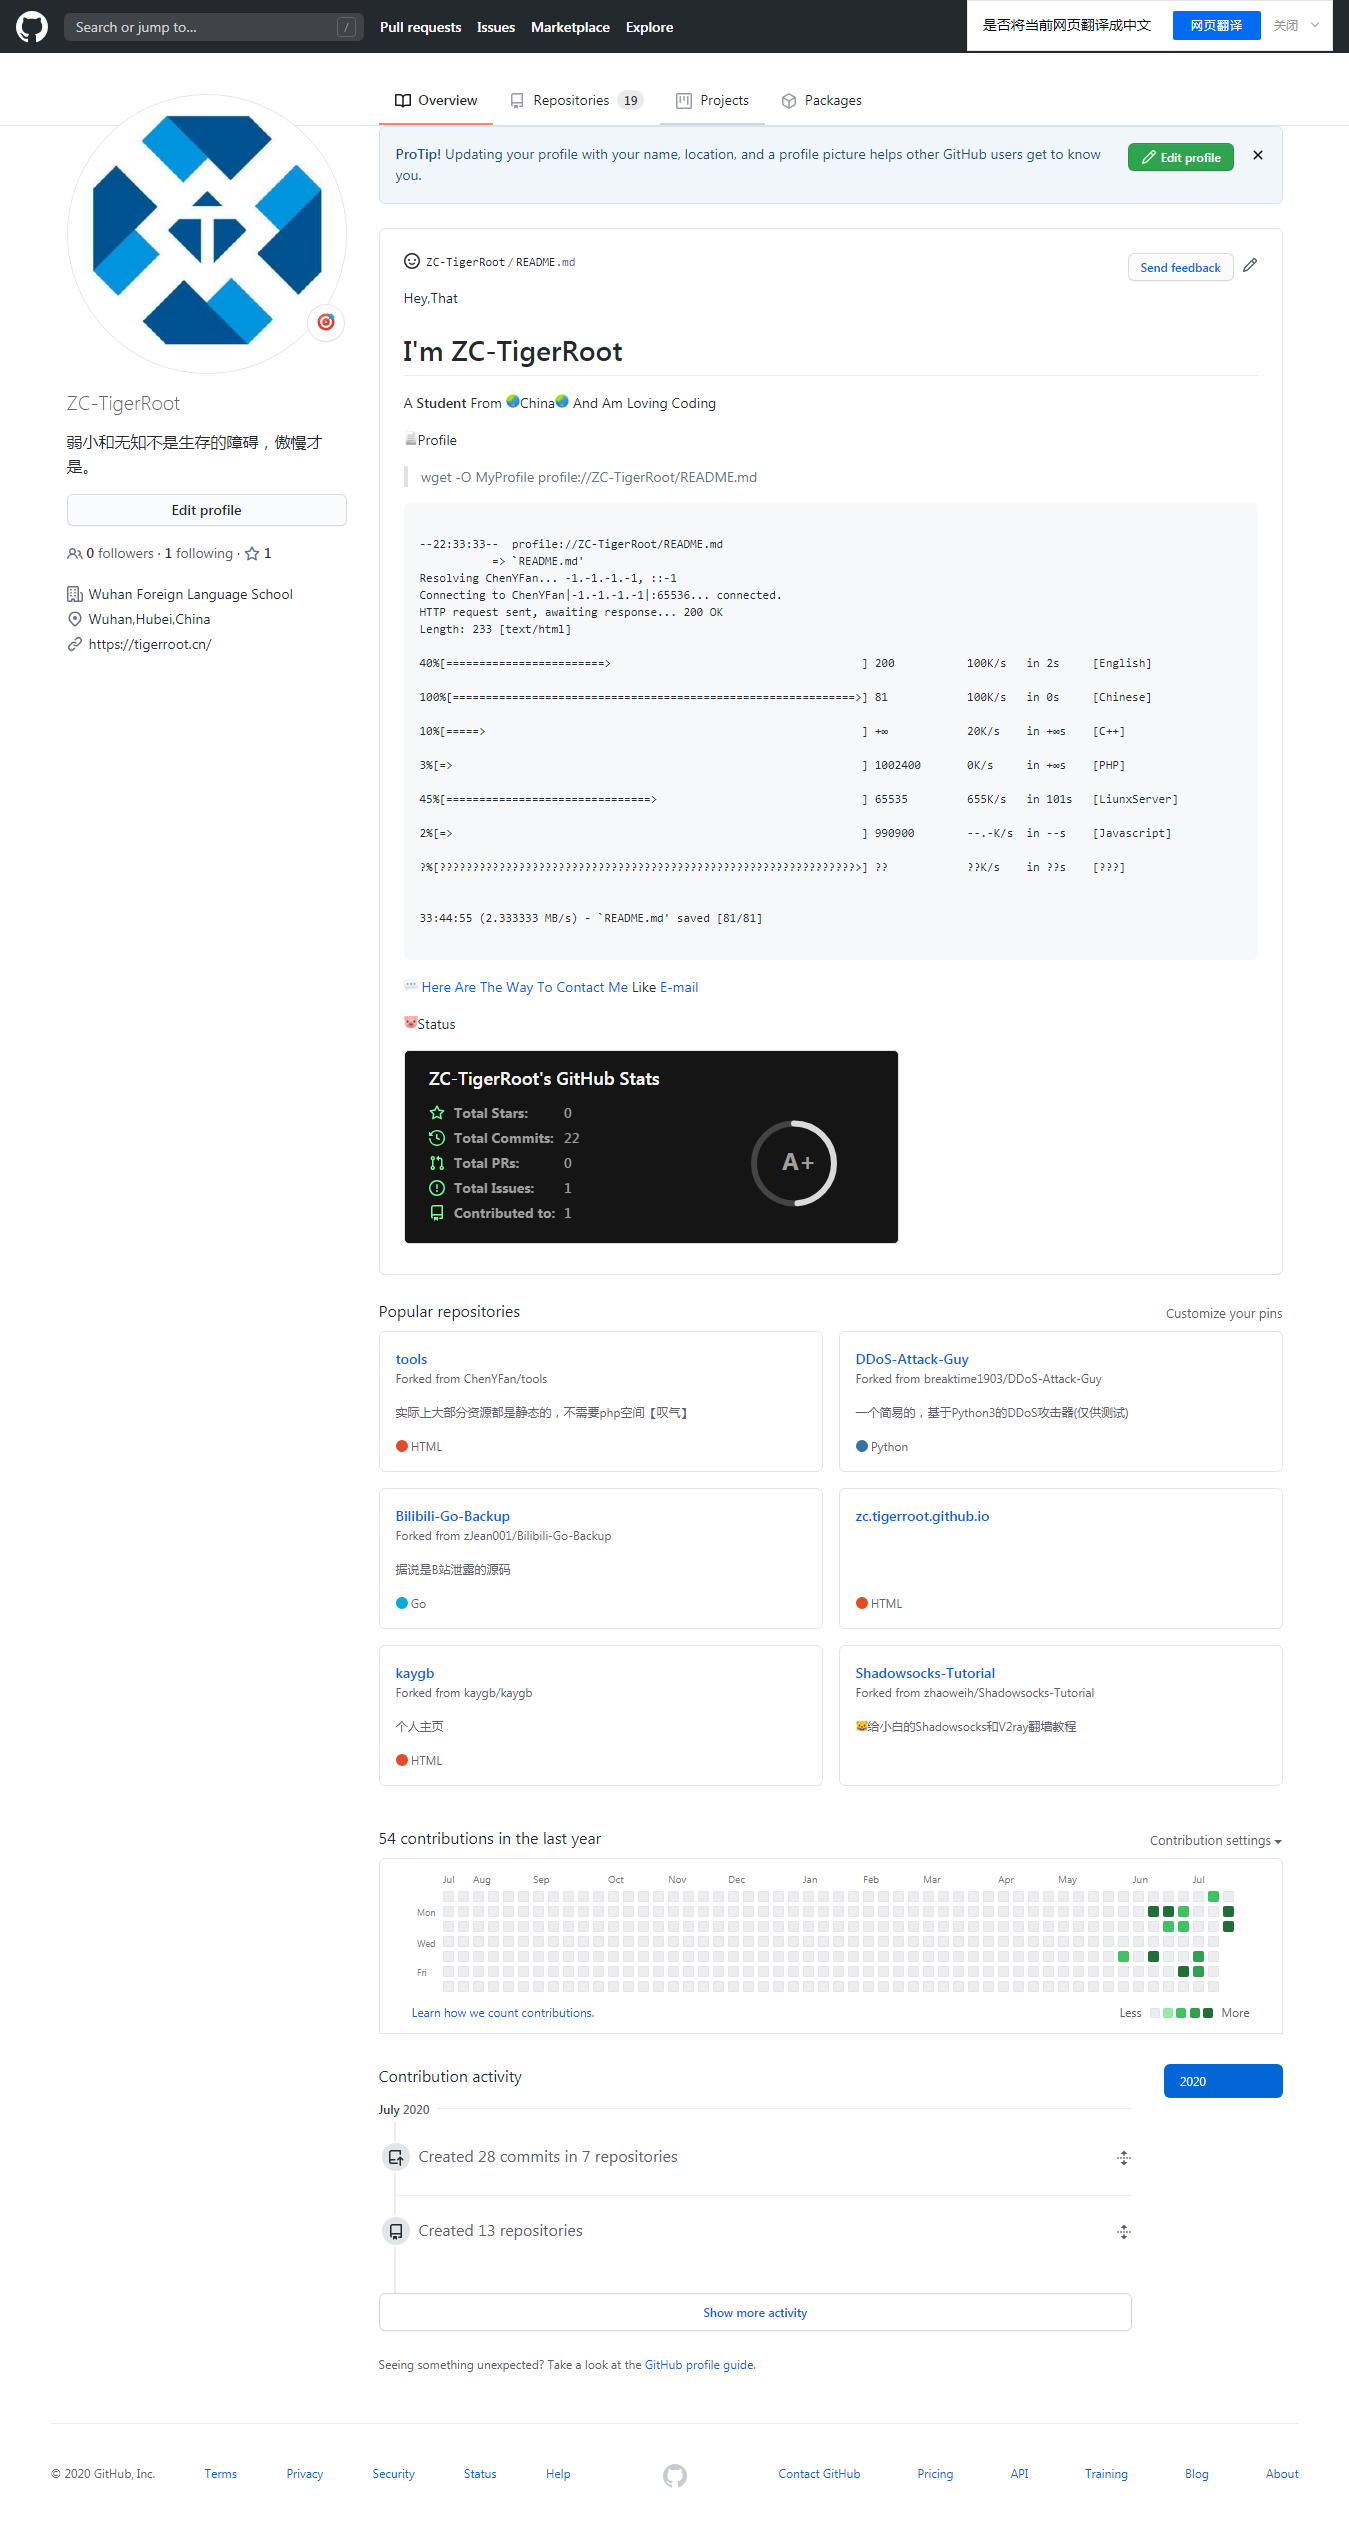 Search or jump to...
/
Pull requests
Issues
Marketplace
Explore
是否将当前网页翻译成中文
网页翻译
关闭
Overview
Repositories 19
Projects
Packages
ProTip! Updating your profile with your name, location, and a profile picture helps other GitHub users get to know
you.
Edit profile
ZC-TigerRoot
弱小和无知不是生存的障碍，傲慢才
是。
Edit profile
0 followers · 1 following · 1
Wuhan Foreign Language School
Wuhan,Hubei,China
https://tigerroot.cn/
ZC-TigerRoot / README.md
Send feedback
Hey,That
I'm ZC-TigerRoot
A Student From 🌏China🌏 And Am Loving Coding
Profile
wget -O MyProfile profile://ZC-TigerRoot/README.md
--22:33:33--  profile://ZC-TigerRoot/README.md
=> `README.md'
Resolving ChenYFan... -1.-1.-1.-1, ::-1
Connecting to ChenYFan|-1.-1.-1.-1|:65536... connected.
HTTP request sent, awaiting response... 200 OK
Length: 233 [text/html]
40%[========================>                                      ] 200           100K/s   in 2s     [English]
100%[=============================================================>] 81            100K/s   in 0s     [Chinese]
10%[=====>                                                         ] +∞            20K/s    in +∞s    [C++]
3%[=>                                                              ] 1002400       0K/s     in +∞s    [PHP]
45%[===============================>                               ] 65535         655K/s   in 101s   [LiunxServer]
2%[=>                                                              ] 990900        --.-K/s  in --s    [Javascript]
?%[???????????????????????????????????????????????????????????????>] ??            ??K/s    in ??s    [???]
33:44:55 (2.333333 MB/s) - `README.md' saved [81/81]
Here Are The Way To Contact Me Like E-mail
Status
ZC-TigerRoot's GitHub Stats
Total Stars: 0
Total Commits: 22
Total PRs: 0
Total Issues: 1
Contributed to: 1
A+
Popular repositories
Customize your pins
tools
Forked from ChenYFan/tools
实际上大部分资源都是静态的，不需要php空间【叹气】
HTML
DDoS-Attack-Guy
Forked from breaktime1903/DDoS-Attack-Guy
一个简易的，基于Python3的DDoS攻击器(仅供测试)
Python
Bilibili-Go-Backup
Forked from zJean001/Bilibili-Go-Backup
据说是B站泄露的源码
Go
zc.tigerroot.github.io
HTML
kaygb
Forked from kaygb/kaygb
个人主页
HTML
Shadowsocks-Tutorial
Forked from zhaoweih/Shadowsocks-Tutorial
给小白的Shadowsocks和V2ray翻墙教程
54 contributions in the last year
Contribution settings
Jul Aug Sep Oct Nov Dec Jan Feb Mar Apr May Jun Jul
Mon
Wed
Fri
Learn how we count contributions.
Less
More
Contribution activity
2020
July 2020
Created 28 commits in 7 repositories
Created 13 repositories
Show more activity
Seeing something unexpected? Take a look at the GitHub profile guide.
© 2020 GitHub, Inc.
Terms
Privacy
Security
Status
Help
Contact GitHub
Pricing
API
Training
Blog
About